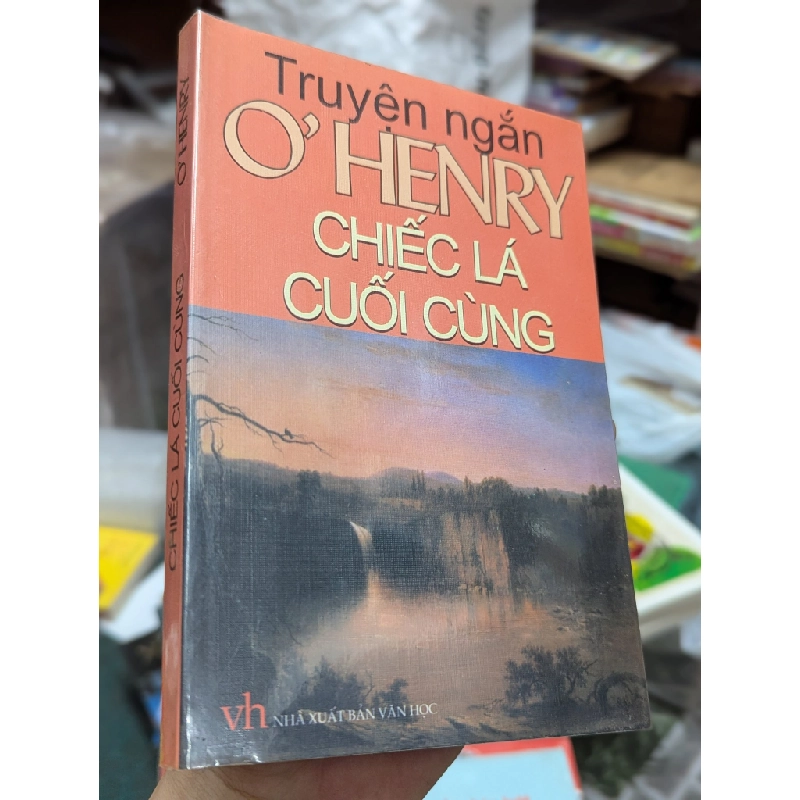 Truyện ngắn
O' HENRY
CHIẾC LÁ
CUỐI CÙNG
vh NHÀ XUẤT BẢN VĂN HỌC
CHIẾC LÁ CUỐI CÙNG O' HENRY